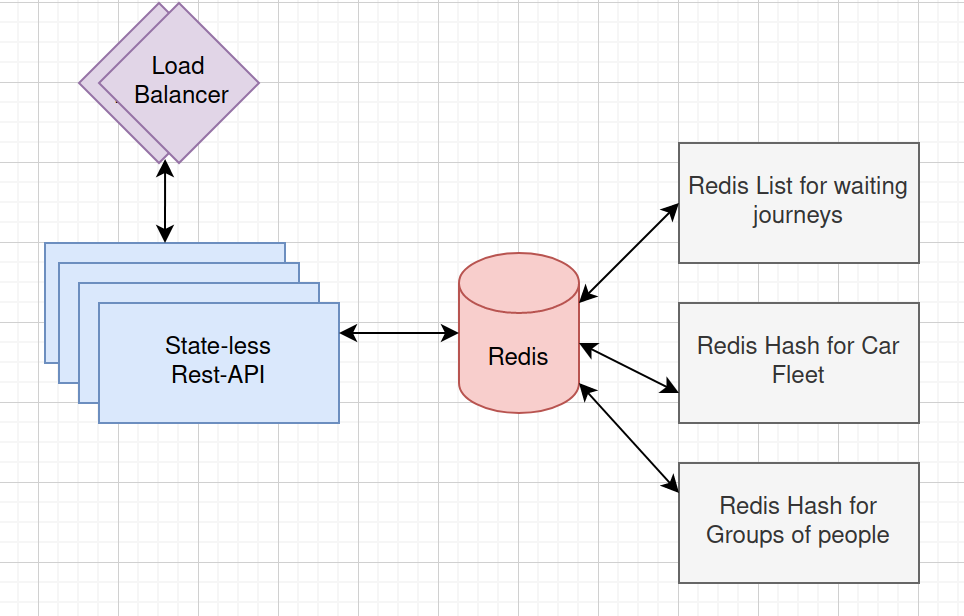 Load
Balancer
State-less
Rest-API
Redis
Redis List for waiting
journeys
Redis Hash for Car
Fleet
Redis Hash for
Groups of people